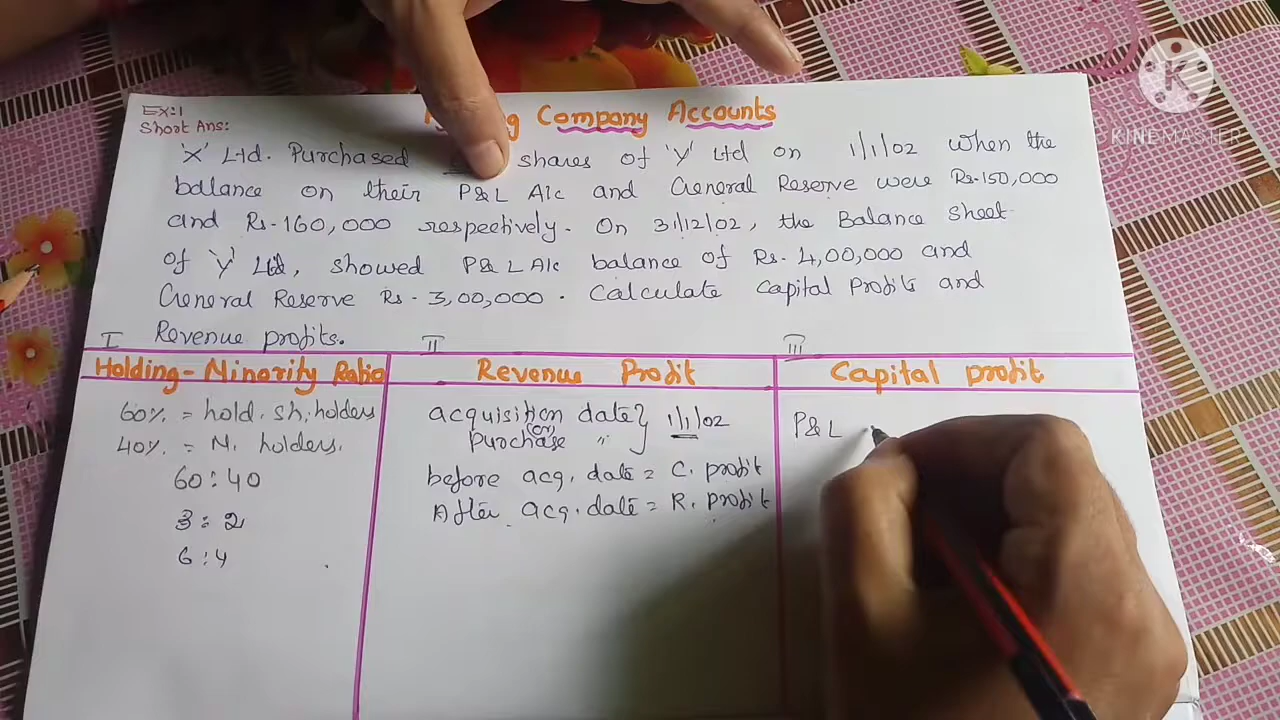 Ex:1
Short Ans:
Company Accounts
'X' Ltd. Purchased shares of 'Y' Ltd on 1/1/02 when the
balance on their P&L A/c and General Reserve were Rs.150,000
and Rs.160,000 respectively. On 31/12/02, the Balance sheet
of 'Y' Ltd, showed P&L A/c balance of Rs. 4,00,000 and
General Reserve Rs. 3,00,000. Calculate Capital Profits and
Revenue profits.
I
Holding-Minority Ratio
60% = hold. sh. holders
40% = M. holders.
60:40
3:2
6:4
II
Revenue Profit
acquisition date } 1/1/02
(or)
Purchase "
before acq. date = C. profit
After acq. date = R. profit
III
Capital profit
P&L
KINEMASTER